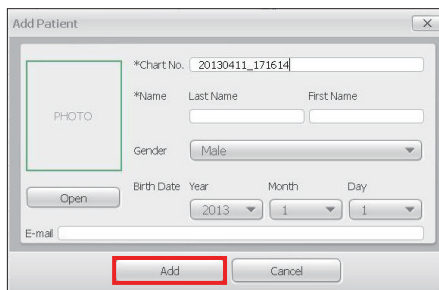 Add Patient
*Chart No. 20130411_171614
*Name Last Name First Name
PHOTO
Gender Male
Open
Birth Date Year Month Day
2013 1 1
E-mail
Add Cancel